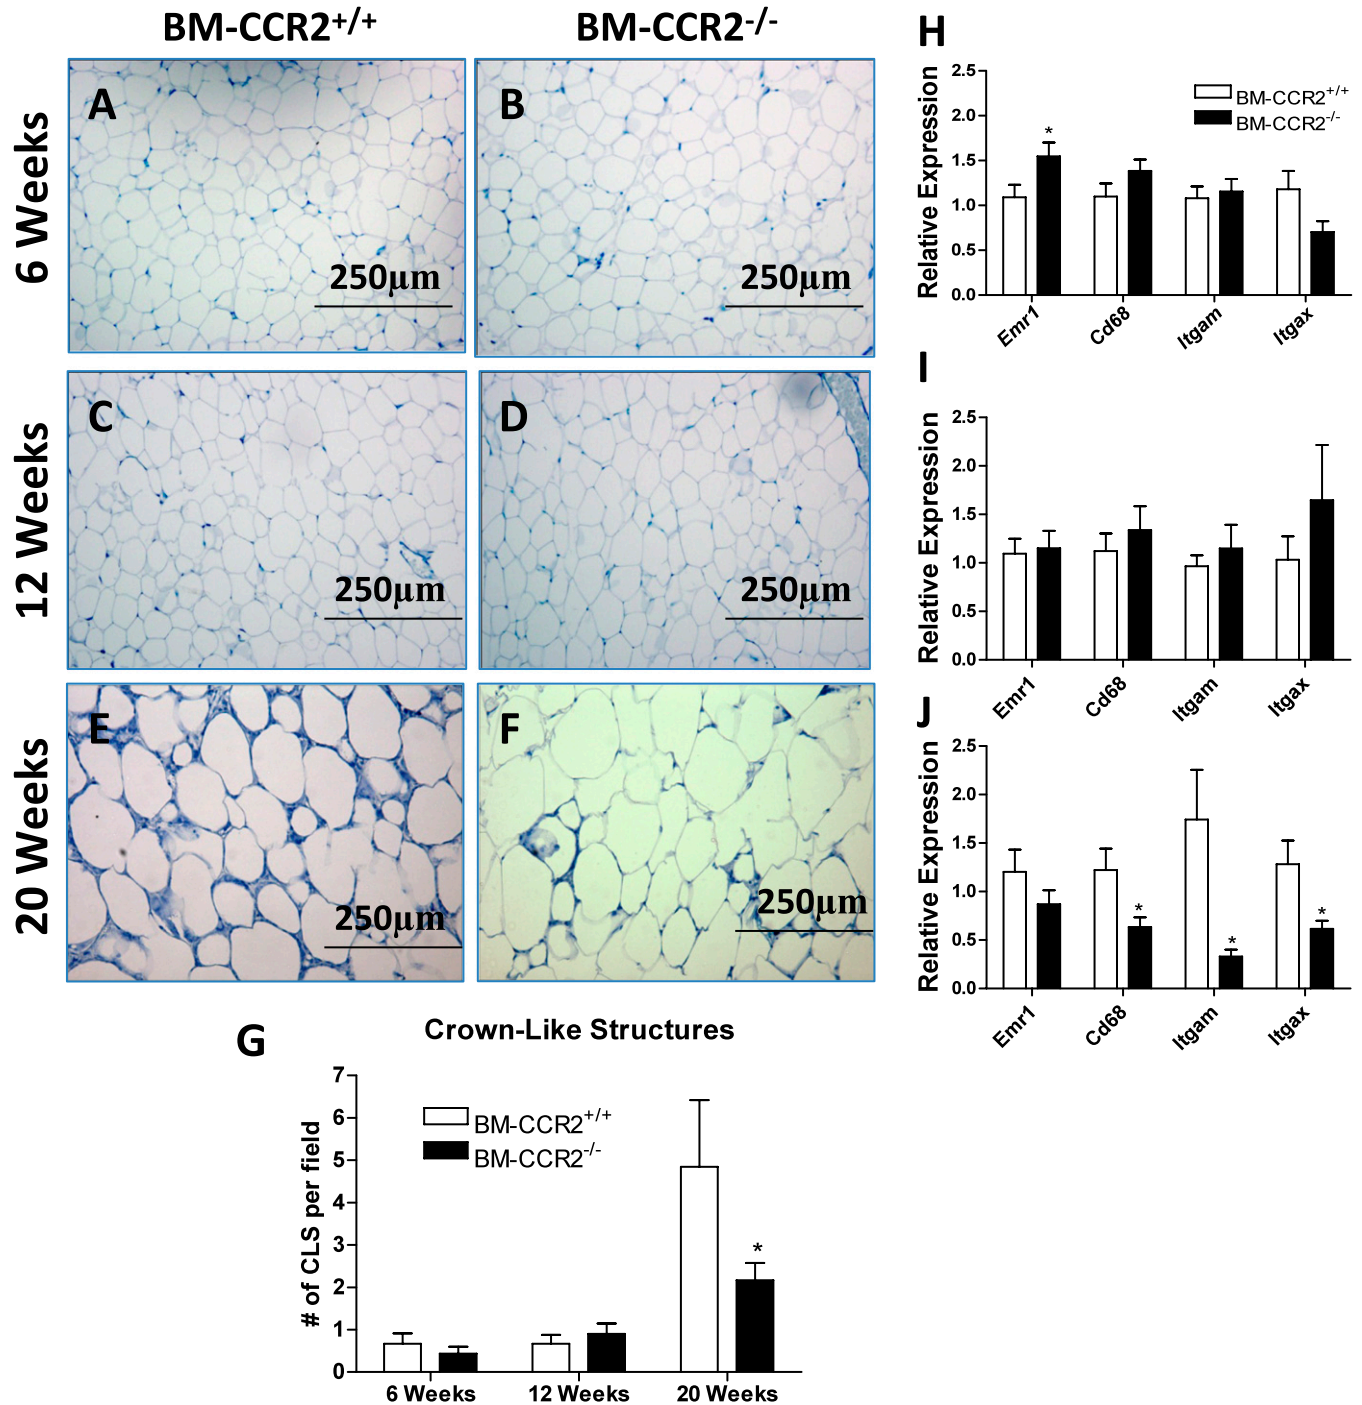 BM-CCR2+/+
BM-CCR2-/-
6 Weeks
A
250µm
B
250µm
12 Weeks
C
250µm
D
250µm
20 Weeks
E
250µm
F
250µm
G
Crown-Like Structures
# of CLS per field
7
6
5
4
3
2
1
0
BM-CCR2+/+
BM-CCR2-/-
*
6 Weeks
12 Weeks
20 Weeks
H
Relative Expression
2.5
2.0
1.5
1.0
0.5
0.0
BM-CCR2+/+
BM-CCR2-/-
*
Emr1
Cd68
Itgam
Itgax
I
Relative Expression
2.5
2.0
1.5
1.0
0.5
0.0
Emr1
Cd68
Itgam
Itgax
J
Relative Expression
2.5
2.0
1.5
1.0
0.5
0.0
*
*
*
Emr1
Cd68
Itgam
Itgax